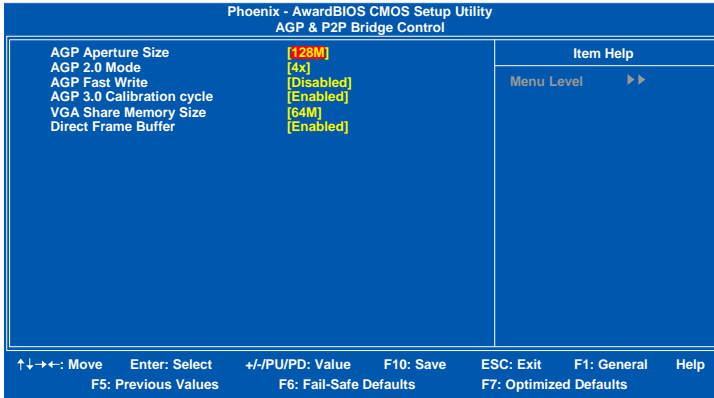 Phoenix - AwardBIOS CMOS Setup Utility
AGP & P2P Bridge Control
AGP Aperture Size [128M]
AGP 2.0 Mode [4x]
AGP Fast Write [Disabled]
AGP 3.0 Calibration cycle [Enabled]
VGA Share Memory Size [64M]
Direct Frame Buffer [Enabled]
Item Help
Menu Level ▶▶
↑↓→←: Move Enter: Select +/-/PU/PD: Value F10: Save ESC: Exit F1: General Help
F5: Previous Values F6: Fail-Safe Defaults F7: Optimized Defaults